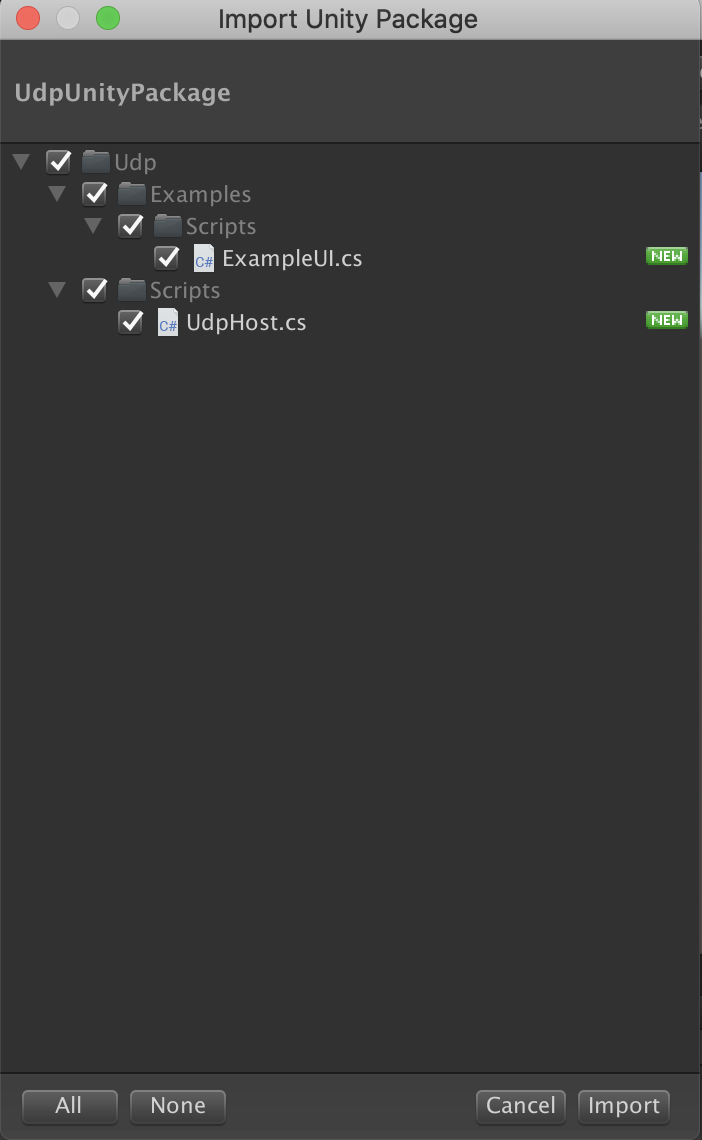 Import Unity Package
UdpUnityPackage
Udp
Examples
Scripts
C# ExampleUI.cs NEW
Scripts
C# UdpHost.cs NEW
All None Cancel Import